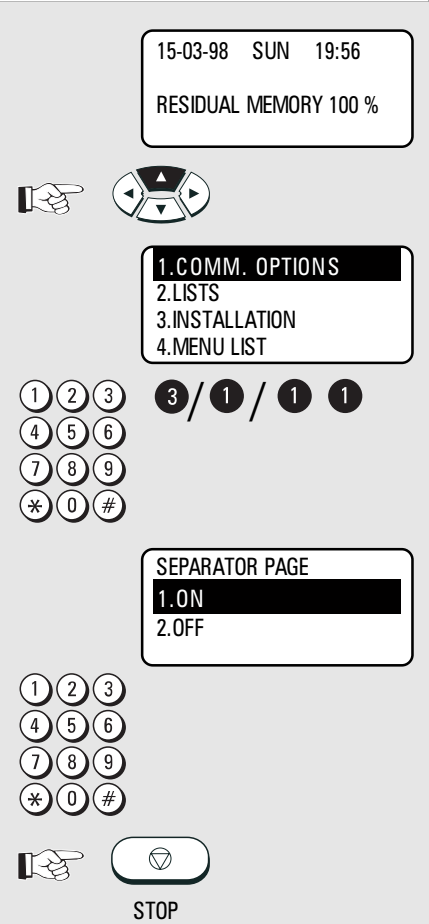 15-03-98 SUN 19:56
RESIDUAL MEMORY 100 %
1.COMM. OPTIONS
2.LISTS
3.INSTALLATION
4.MENU LIST
1 2 3 3 / 1 / 1 1
4 5 6
7 8 9
* 0 #
SEPARATOR PAGE
1.ON
2.OFF
1 2 3
4 5 6
7 8 9
* 0 #
STOP